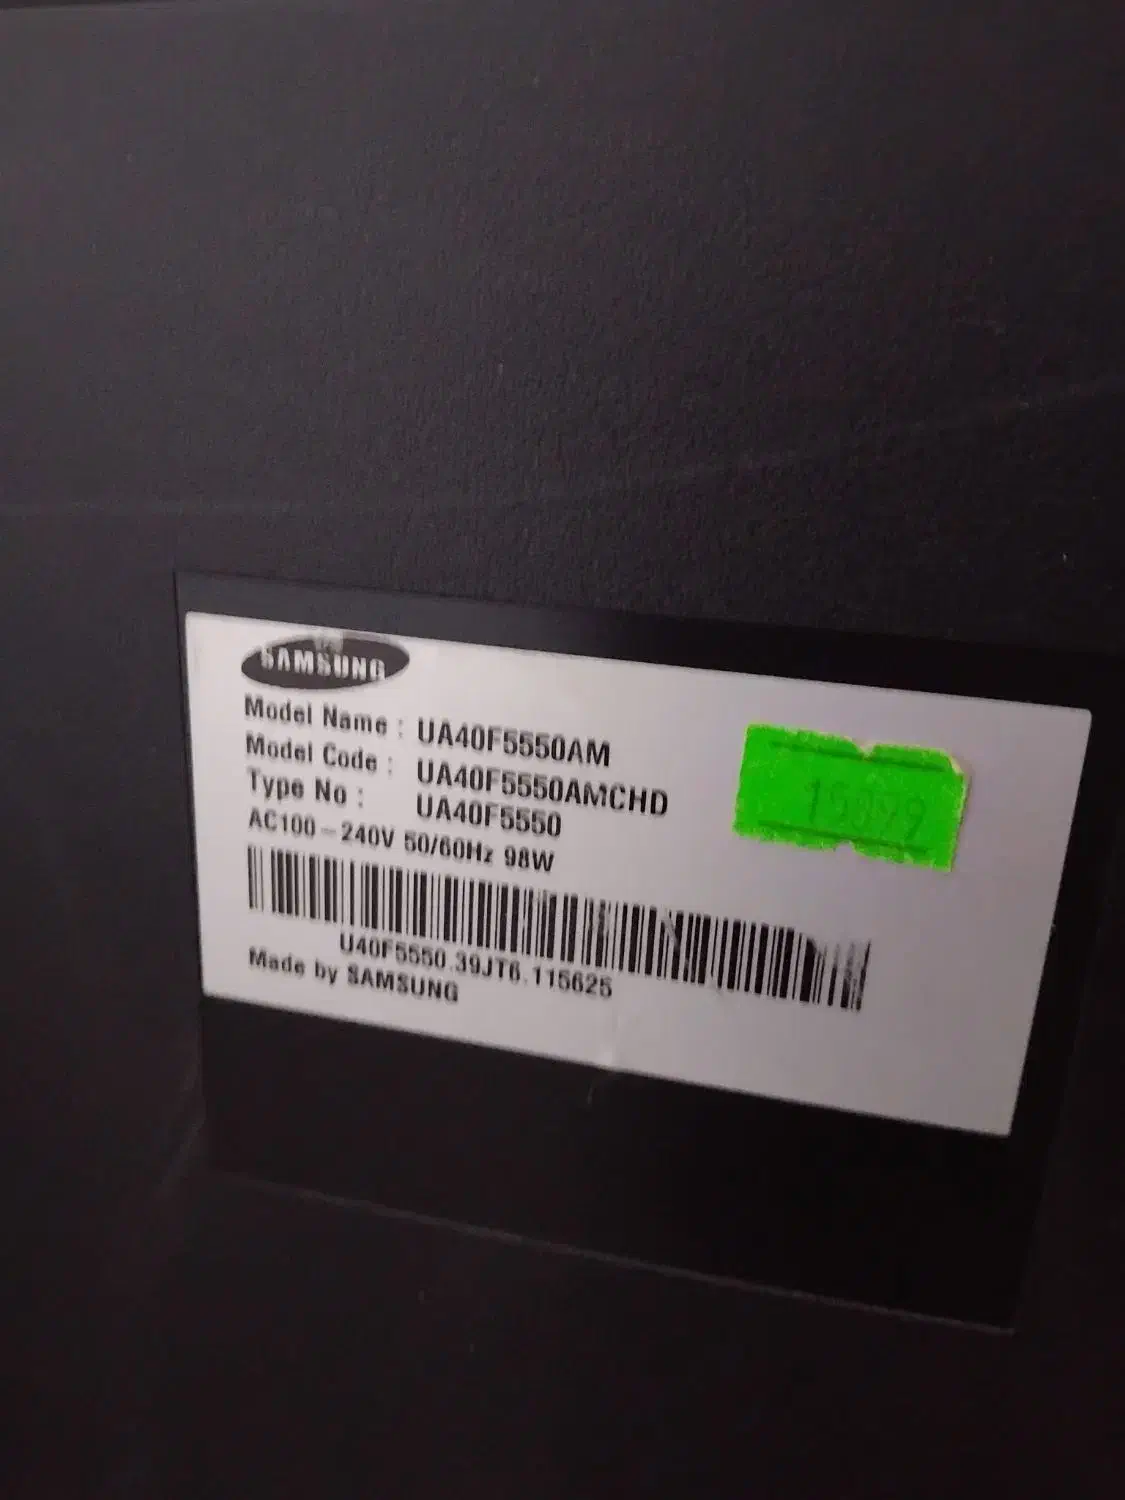 SAMSUNG
Model Name : UA40F5550AM
Model Code : UA40F5550AMCHD
Type No : UA40F5550
AC100-240V 50/60Hz 98W
U40F5550.39JT6.115625
Made by SAMSUNG